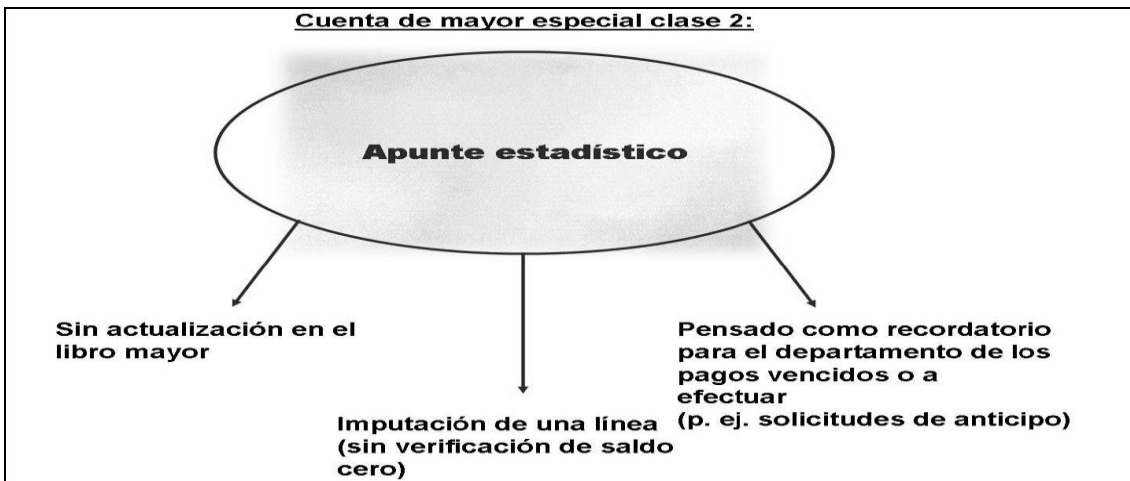 Cuenta de mayor especial clase 2:
Apunte estadístico
Sin actualización en el
libro mayor
Imputación de una línea
(sin verificación de saldo
cero)
Pensado como recordatorio
para el departamento de los
pagos vencidos o a
efectuar
(p. ej. solicitudes de anticipo)